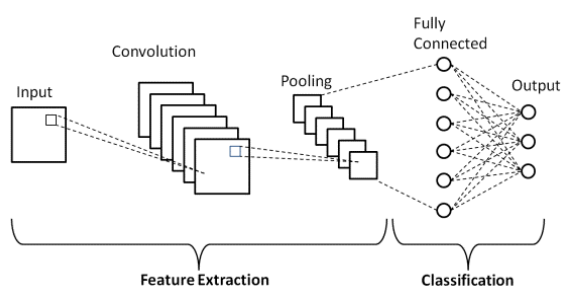 Fully
Connected
Convolution
Pooling
Input
Output
Feature Extraction
Classification